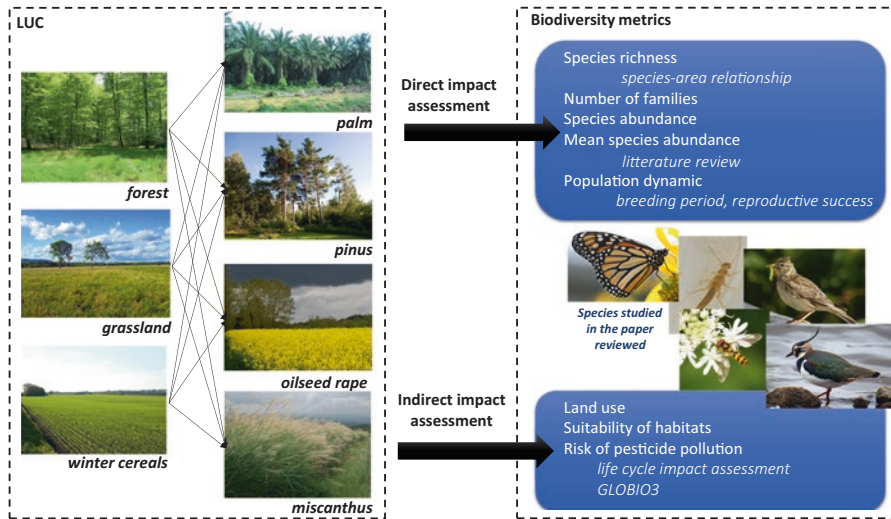 LUC
forest
grassland
winter cereals
palm
pinus
oilseed rape
miscanthus
Direct impact
assessment
Indirect impact
assessment
Biodiversity metrics
Species richness
species-area relationship
Number of families
Species abundance
Mean species abundance
litterature review
Population dynamic
breeding period, reproductive success
Species studied
in the paper
reviewed
Land use
Suitability of habitats
Risk of pesticide pollution
life cycle impact assessment
GLOBIO3